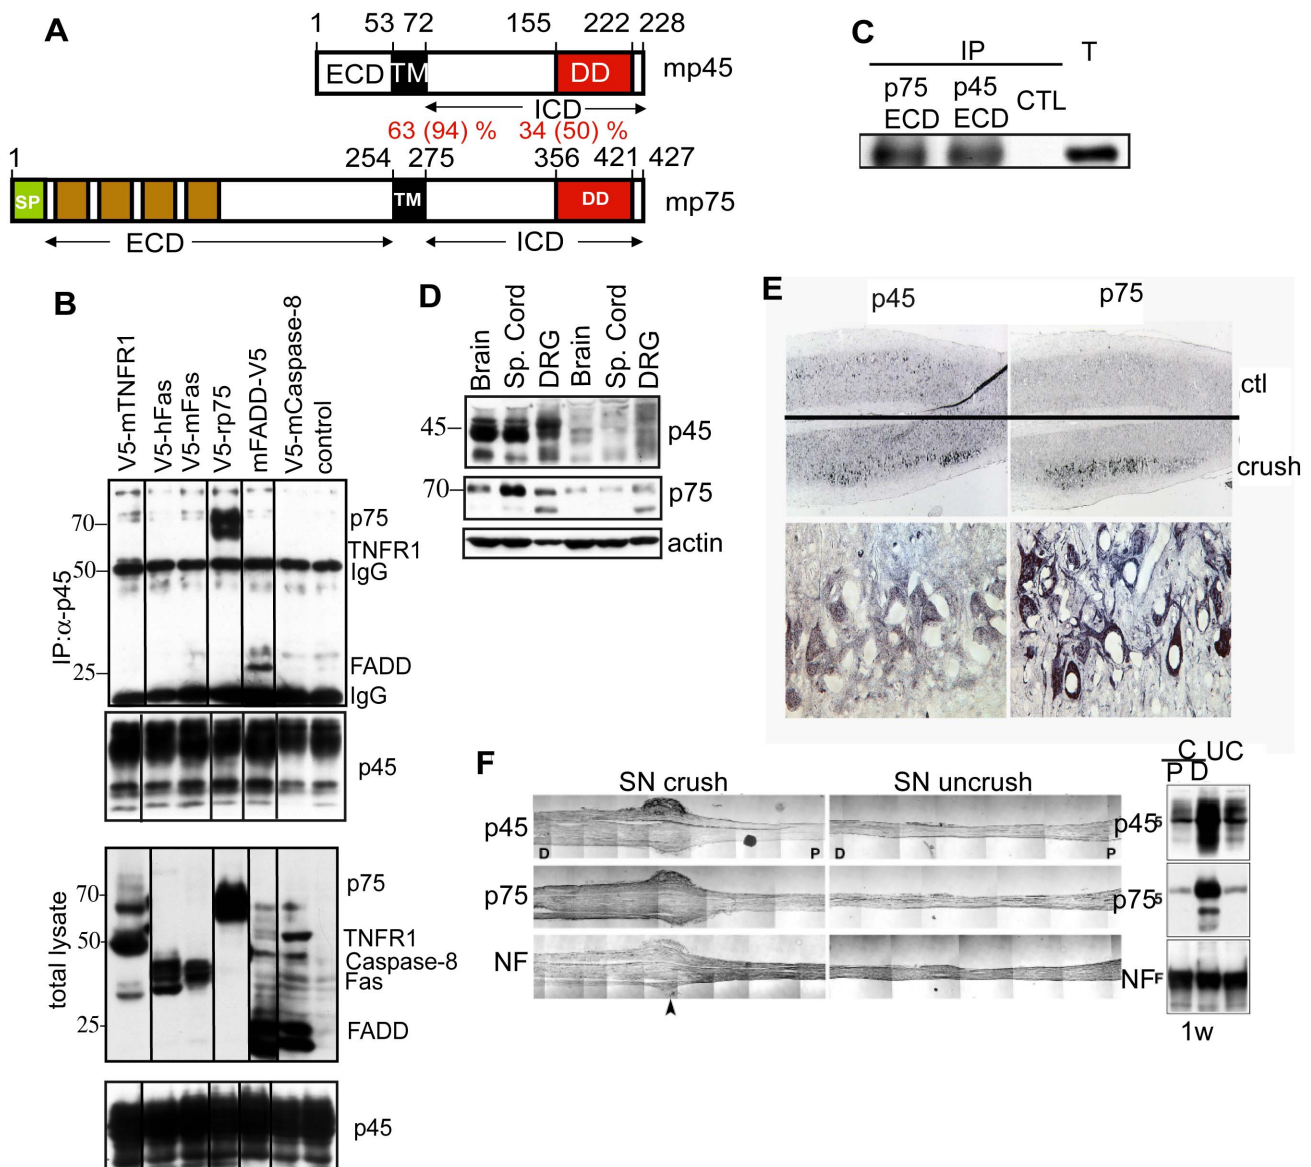 A
1 53 72 155 222 228
ECD TM DD mp45
ICD
63 (94) % 34 (50) %
1 254 275 356 421 427
SP TM DD mp75
ECD ICD
B
V5-mTNFR1
V5-hFas
V5-mFas
V5-rp75
mFADD-V5
V5-mCaspase-8
control
IP:α-p45
70
50
25
p75
TNFR1
IgG
FADD
IgG
p45
total lysate
70
50
25
p75
TNFR1
Caspase-8
Fas
FADD
p45
C
IP T
p75 p45 CTL
ECD ECD
D
Brain
Sp. Cord
DRG
Brain
Sp. Cord
DRG
45 p45
70 p75
actin
E
p45 p75
ctl
crush
F
SN crush SN uncrush
p45
D P D P
p75
NF
C UC
P D
p45
p75
NF
1w